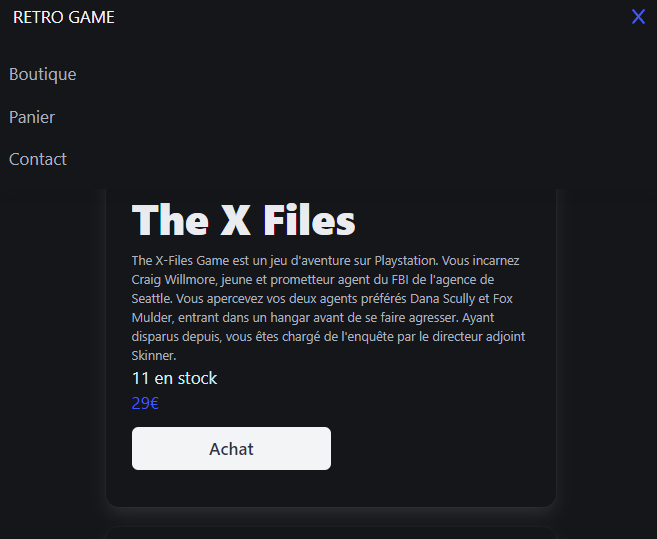 RETRO GAME
X
Boutique
Panier
Contact
The X Files
The X-Files Game est un jeu d'aventure sur Playstation. Vous incarnez
Craig Willmore, jeune et prometteur agent du FBI de l'agence de
Seattle. Vous apercevez vos deux agents préférés Dana Scully et Fox
Mulder, entrant dans un hangar avant de se faire agresser. Ayant
disparus depuis, vous êtes chargé de l'enquête par le directeur adjoint
Skinner.
11 en stock
29€
Achat